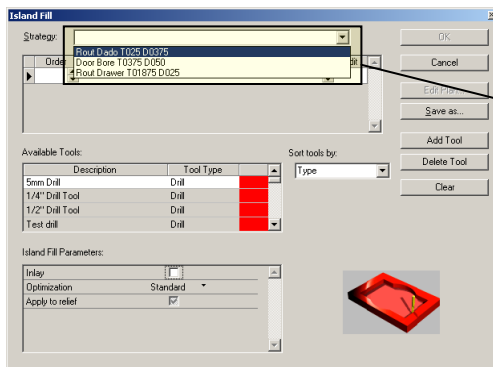 Island Fill
Strategy:
OK
Rout Dado T025 D0375
Door Bore T0375 D050
Rout Drawer T01875 D025
Order
Cancel
Save as...
Add Tool
Available Tools:
Sort tools by:
Delete Tool
Description Tool Type
Type
Clear
5mm Drill Drill
1/4" Drill Tool Drill
1/2" Drill Tool Drill
Test drill Drill
Island Fill Parameters:
Inlay
Optimization Standard
Apply to relief